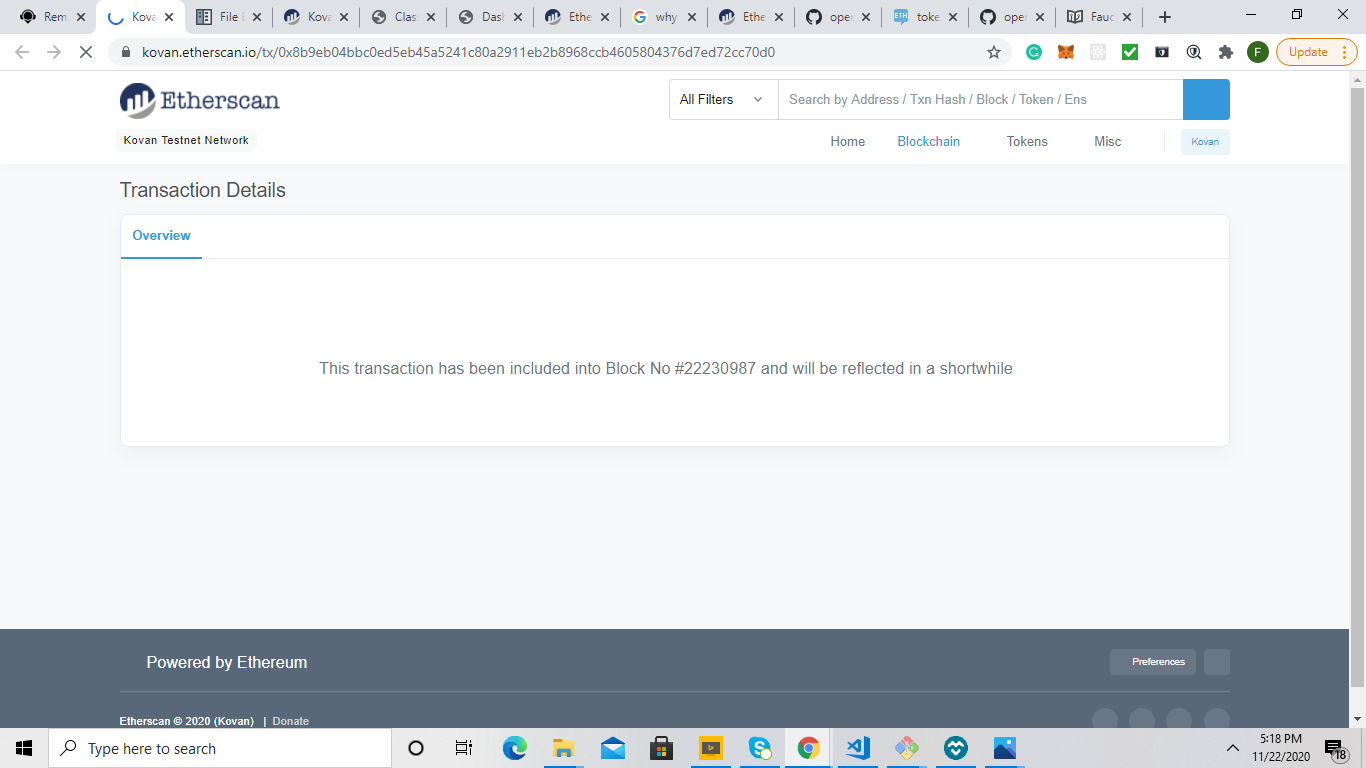 Rem
Kova
File E
Kova
Clas
Dash
Ethe
why
Ethe
oper
toke
oper
Fauc
kovan.etherscan.io/tx/0x8b9eb04bbc0ed5eb45a5241c80a2911eb2b8968ccb4605804376d7ed72cc70d0
F
Update
Etherscan
All Filters
Search by Address / Txn Hash / Block / Token / Ens
Kovan Testnet Network
Home
Blockchain
Tokens
Misc
Kovan
Transaction Details
Overview
This transaction has been included into Block No #22230987 and will be reflected in a shortwhile
Powered by Ethereum
Preferences
Etherscan © 2020 (Kovan) | Donate
Type here to search
5:18 PM
11/22/2020
18